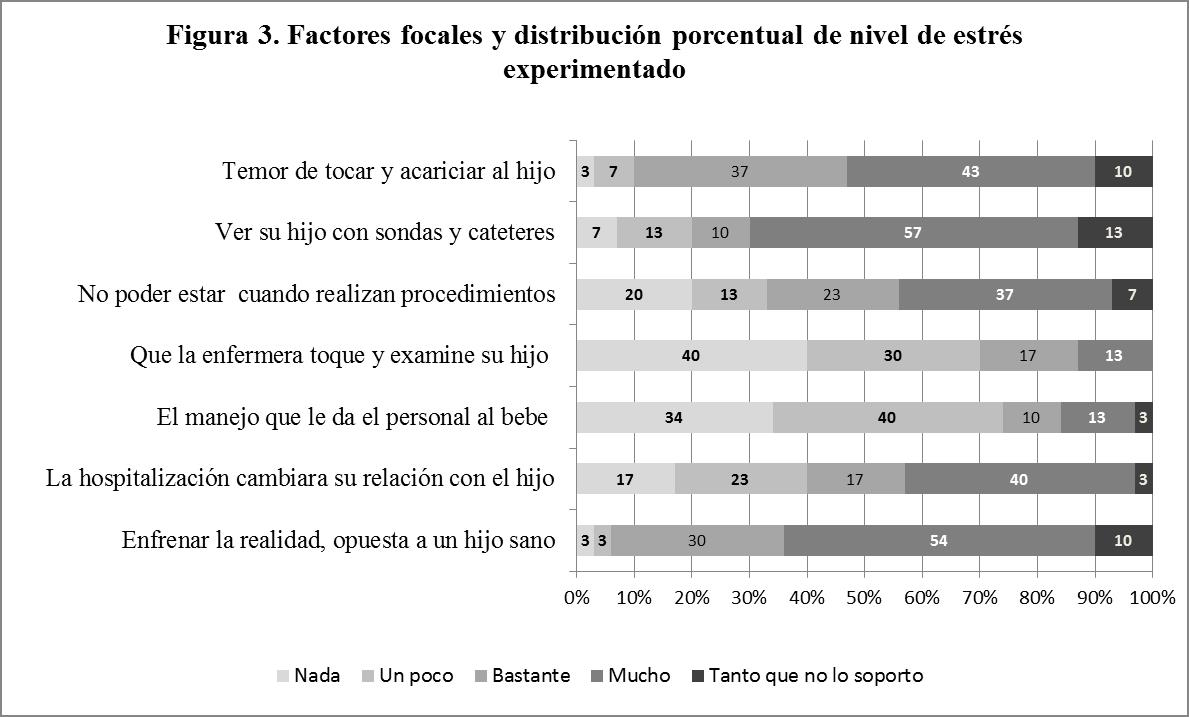 Figura 3. Factores focales y distribución porcentual de nivel de estrés
experimentado
Temor de tocar y acariciar al hijo 3 7 37 43 10
Ver su hijo con sondas y cateteres 7 13 10 57 13
No poder estar cuando realizan procedimientos 20 13 23 37 7
Que la enfermera toque y examine su hijo 40 30 17 13
El manejo que le da el personal al bebe 34 40 10 13 3
La hospitalización cambiara su relación con el hijo 17 23 17 40 3
Enfrenar la realidad, opuesta a un hijo sano 3 3 30 54 10
0% 10% 20% 30% 40% 50% 60% 70% 80% 90% 100%
Nada Un poco Bastante Mucho Tanto que no lo soporto